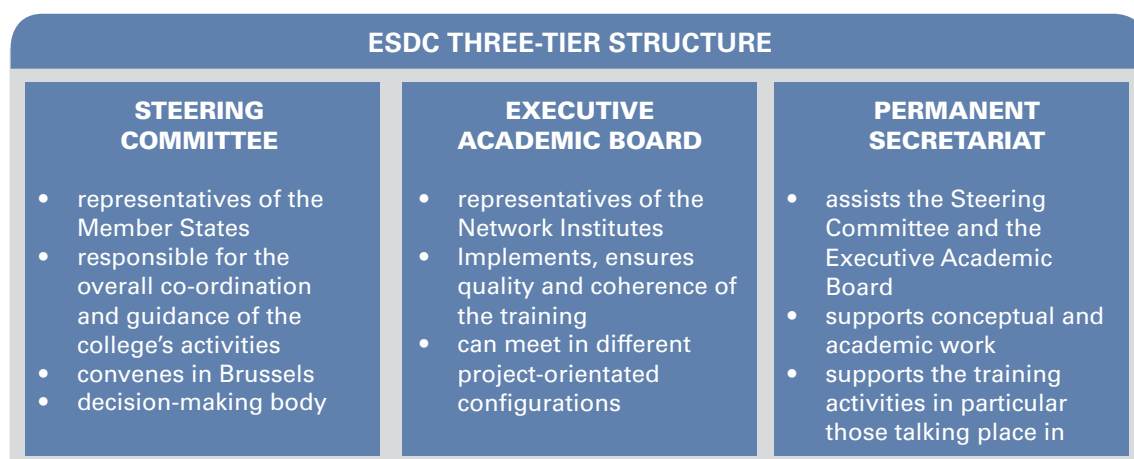 ESDC THREE-TIER STRUCTURE
STEERING
COMMITTEE
• representatives of the
Member States
• responsible for the
overall co-ordination
and guidance of the
college’s activities
• convenes in Brussels
• decision-making body
EXECUTIVE
ACADEMIC BOARD
• representatives of the
Network Institutes
• Implements, ensures
quality and coherence of
the training
• can meet in different
project-orientated
configurations
PERMANENT
SECRETARIAT
• assists the Steering
Committee and the
Executive Academic
Board
• supports conceptual and
academic work
• supports the training
activities in particular
those talking place in